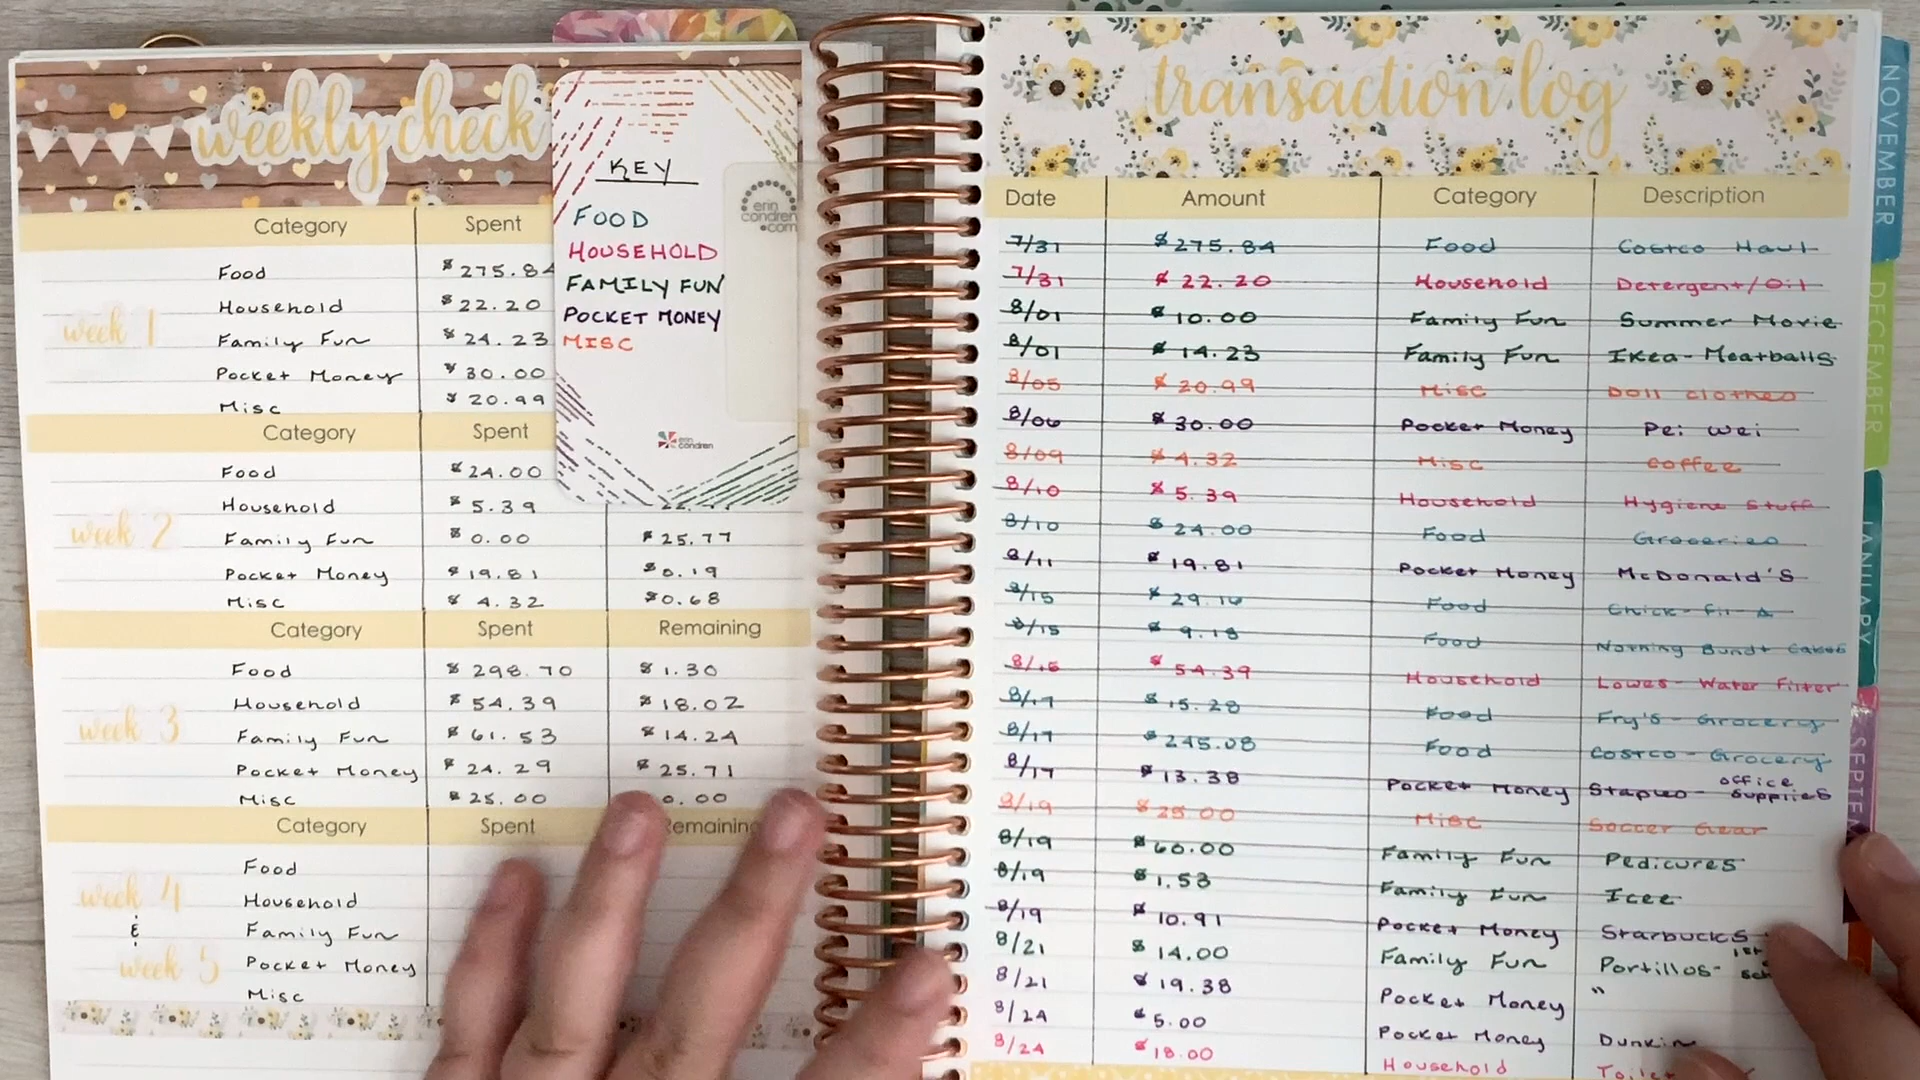 weekly check
Category Spent
Food $275.84
Household $22.20
week 1
Family Fun $24.23
Pocket Money $30.00
Misc $20.99
Category Spent
Food $24.00
Household $5.39
week 2
Family Fun $0.00 $25.77
Pocket Money $19.81 $0.19
Misc $4.32 $0.68
Category Spent Remaining
Food $298.70 $1.30
Household $54.39 $18.02
week 3
Family Fun $61.53 $14.24
Pocket Money $24.29 $25.71
Misc $25.00 0.00
Category Spent Remaining
Food
week 4
Household
&
Family Fun
week 5
Pocket Money
Misc
KEY
FOOD
HOUSEHOLD
FAMILY FUN
POCKET MONEY
MISC
erin
condren
.com
erin
condren
transaction log
Date Amount Category Description
7/31 $275.84 Food Costco Haul
7/31 $22.20 Household Detergent/Oil
8/01 $10.00 Family Fun Summer Movie
8/01 $14.23 Family Fun Ikea-Meatballs
8/05 $20.99 Misc Doll clothes
8/06 $30.00 Pocket Money Pei Wei
8/09 $4.32 Misc Coffee
8/10 $5.39 Household Hygiene Stuff
8/10 $24.00 Food Groceries
8/11 $19.81 Pocket Money McDonald's
8/15 $29.16 Food Chick-fil-A
8/15 $9.18 Food Bundt Cakes
8/16 $54.39 Household Lowes-Water Filter
8/17 $15.28 Food Fry's-Grocery
8/17 $245.08 Food Costco-Grocery
8/17 $13.38 Pocket Money Staples- office supplies
8/19 $25.00 Misc Soccer Gear
8/19 $60.00 Family Fun Pedicures
8/19 $1.53 Family Fun Icee
8/19 $10.91 Pocket Money Starbucks
8/21 $14.00 Family Fun Portillos- 1st
8/21 $19.38 Pocket Money "
8/24 $5.00 Pocket Money Dunkin
8/24 $18.00 Household
NOVEMBER
DECEMBER
JANUARY